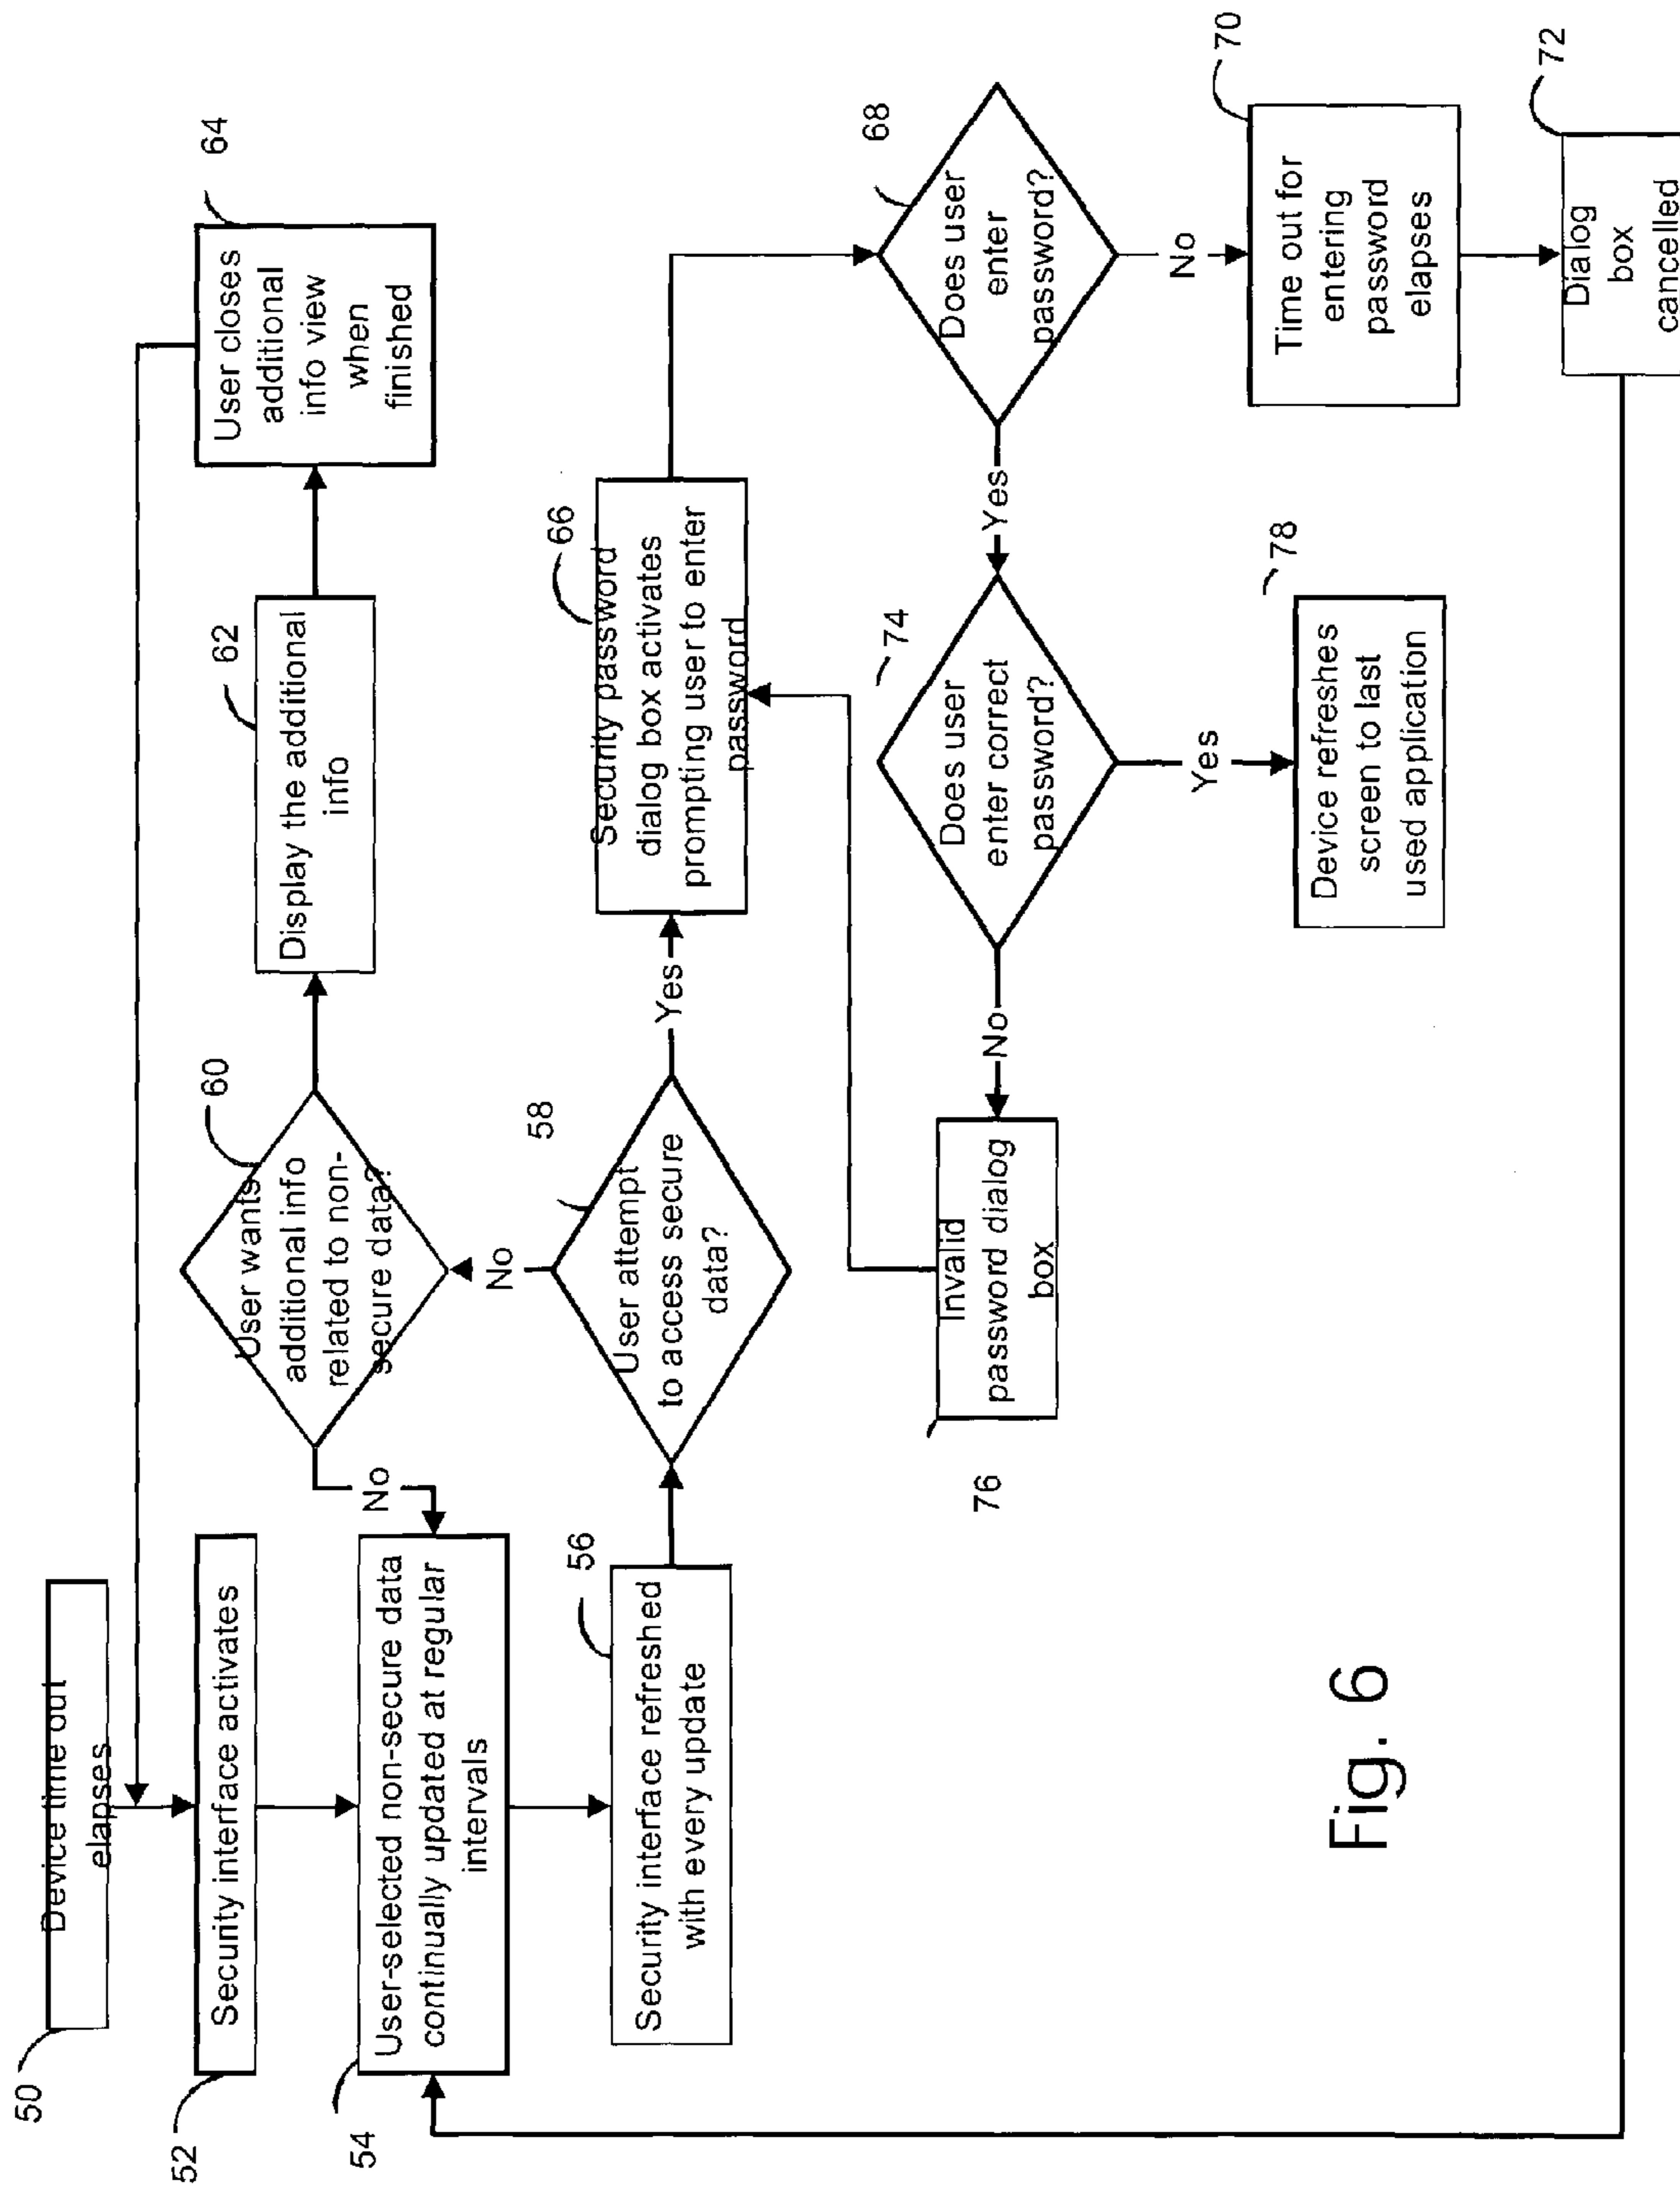 50
Device time out
elapses
52
Security interface activates
54
User-selected non-secure data
continually updated at regular
intervals
56
Security interface refreshed
with every update
58
User attempt
to access secure
data?
No
Yes
60
User wants
additional info
related to non-
secure data?
No
62
Display the additional
info
64
User closes
additional
info view
when
finished
66
Security password
dialog box activates
prompting user to enter
password
68
Does user
enter
password?
No
Yes
70
Time out for
entering
password
elapses
72
Dialog
box
cancelled
74
Does user
enter correct
password?
No
Yes
76
Invalid
password dialog
box
78
Device refreshes
screen to last
used application
Fig. 6